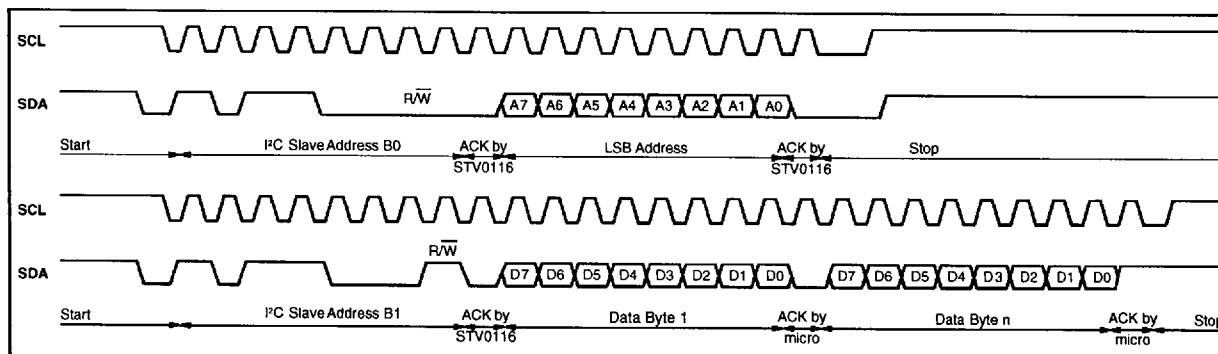 SCL
SDA
R/W̅
A7 A6 A5 A4 A3 A2 A1 A0
Start
I²C Slave Address B0
ACK by STV0116
LSB Address
ACK by STV0116
Stop
SCL
R/W̅
SDA
D7 D6 D5 D4 D3 D2 D1 D0
D7 D6 D5 D4 D3 D2 D1 D0
Start
I²C Slave Address B1
ACK by STV0116
Data Byte 1
ACK by micro
Data Byte n
ACK by micro
Stop